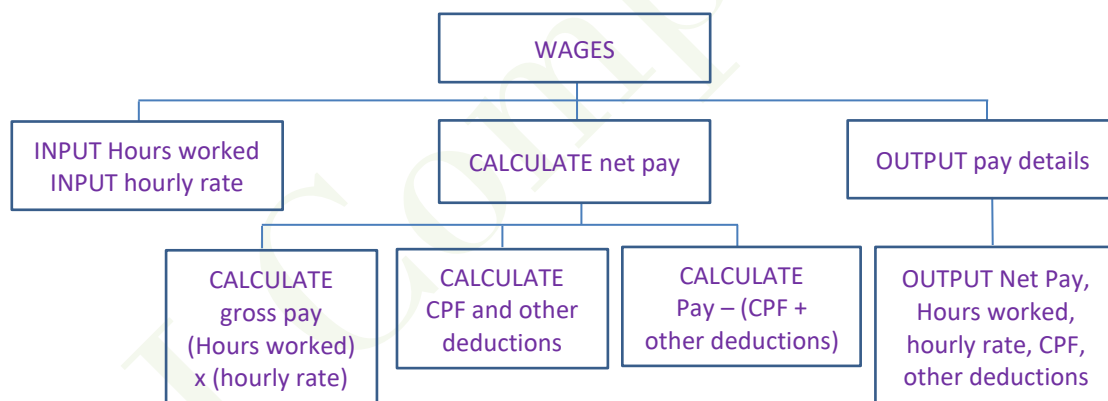 WAGES
INPUT Hours worked
INPUT hourly rate
CALCULATE net pay
OUTPUT pay details
CALCULATE
gross pay
(Hours worked)
x (hourly rate)
CALCULATE
CPF and other
deductions
CALCULATE
Pay – (CPF +
other deductions)
OUTPUT Net Pay,
Hours worked,
hourly rate, CPF,
other deductions